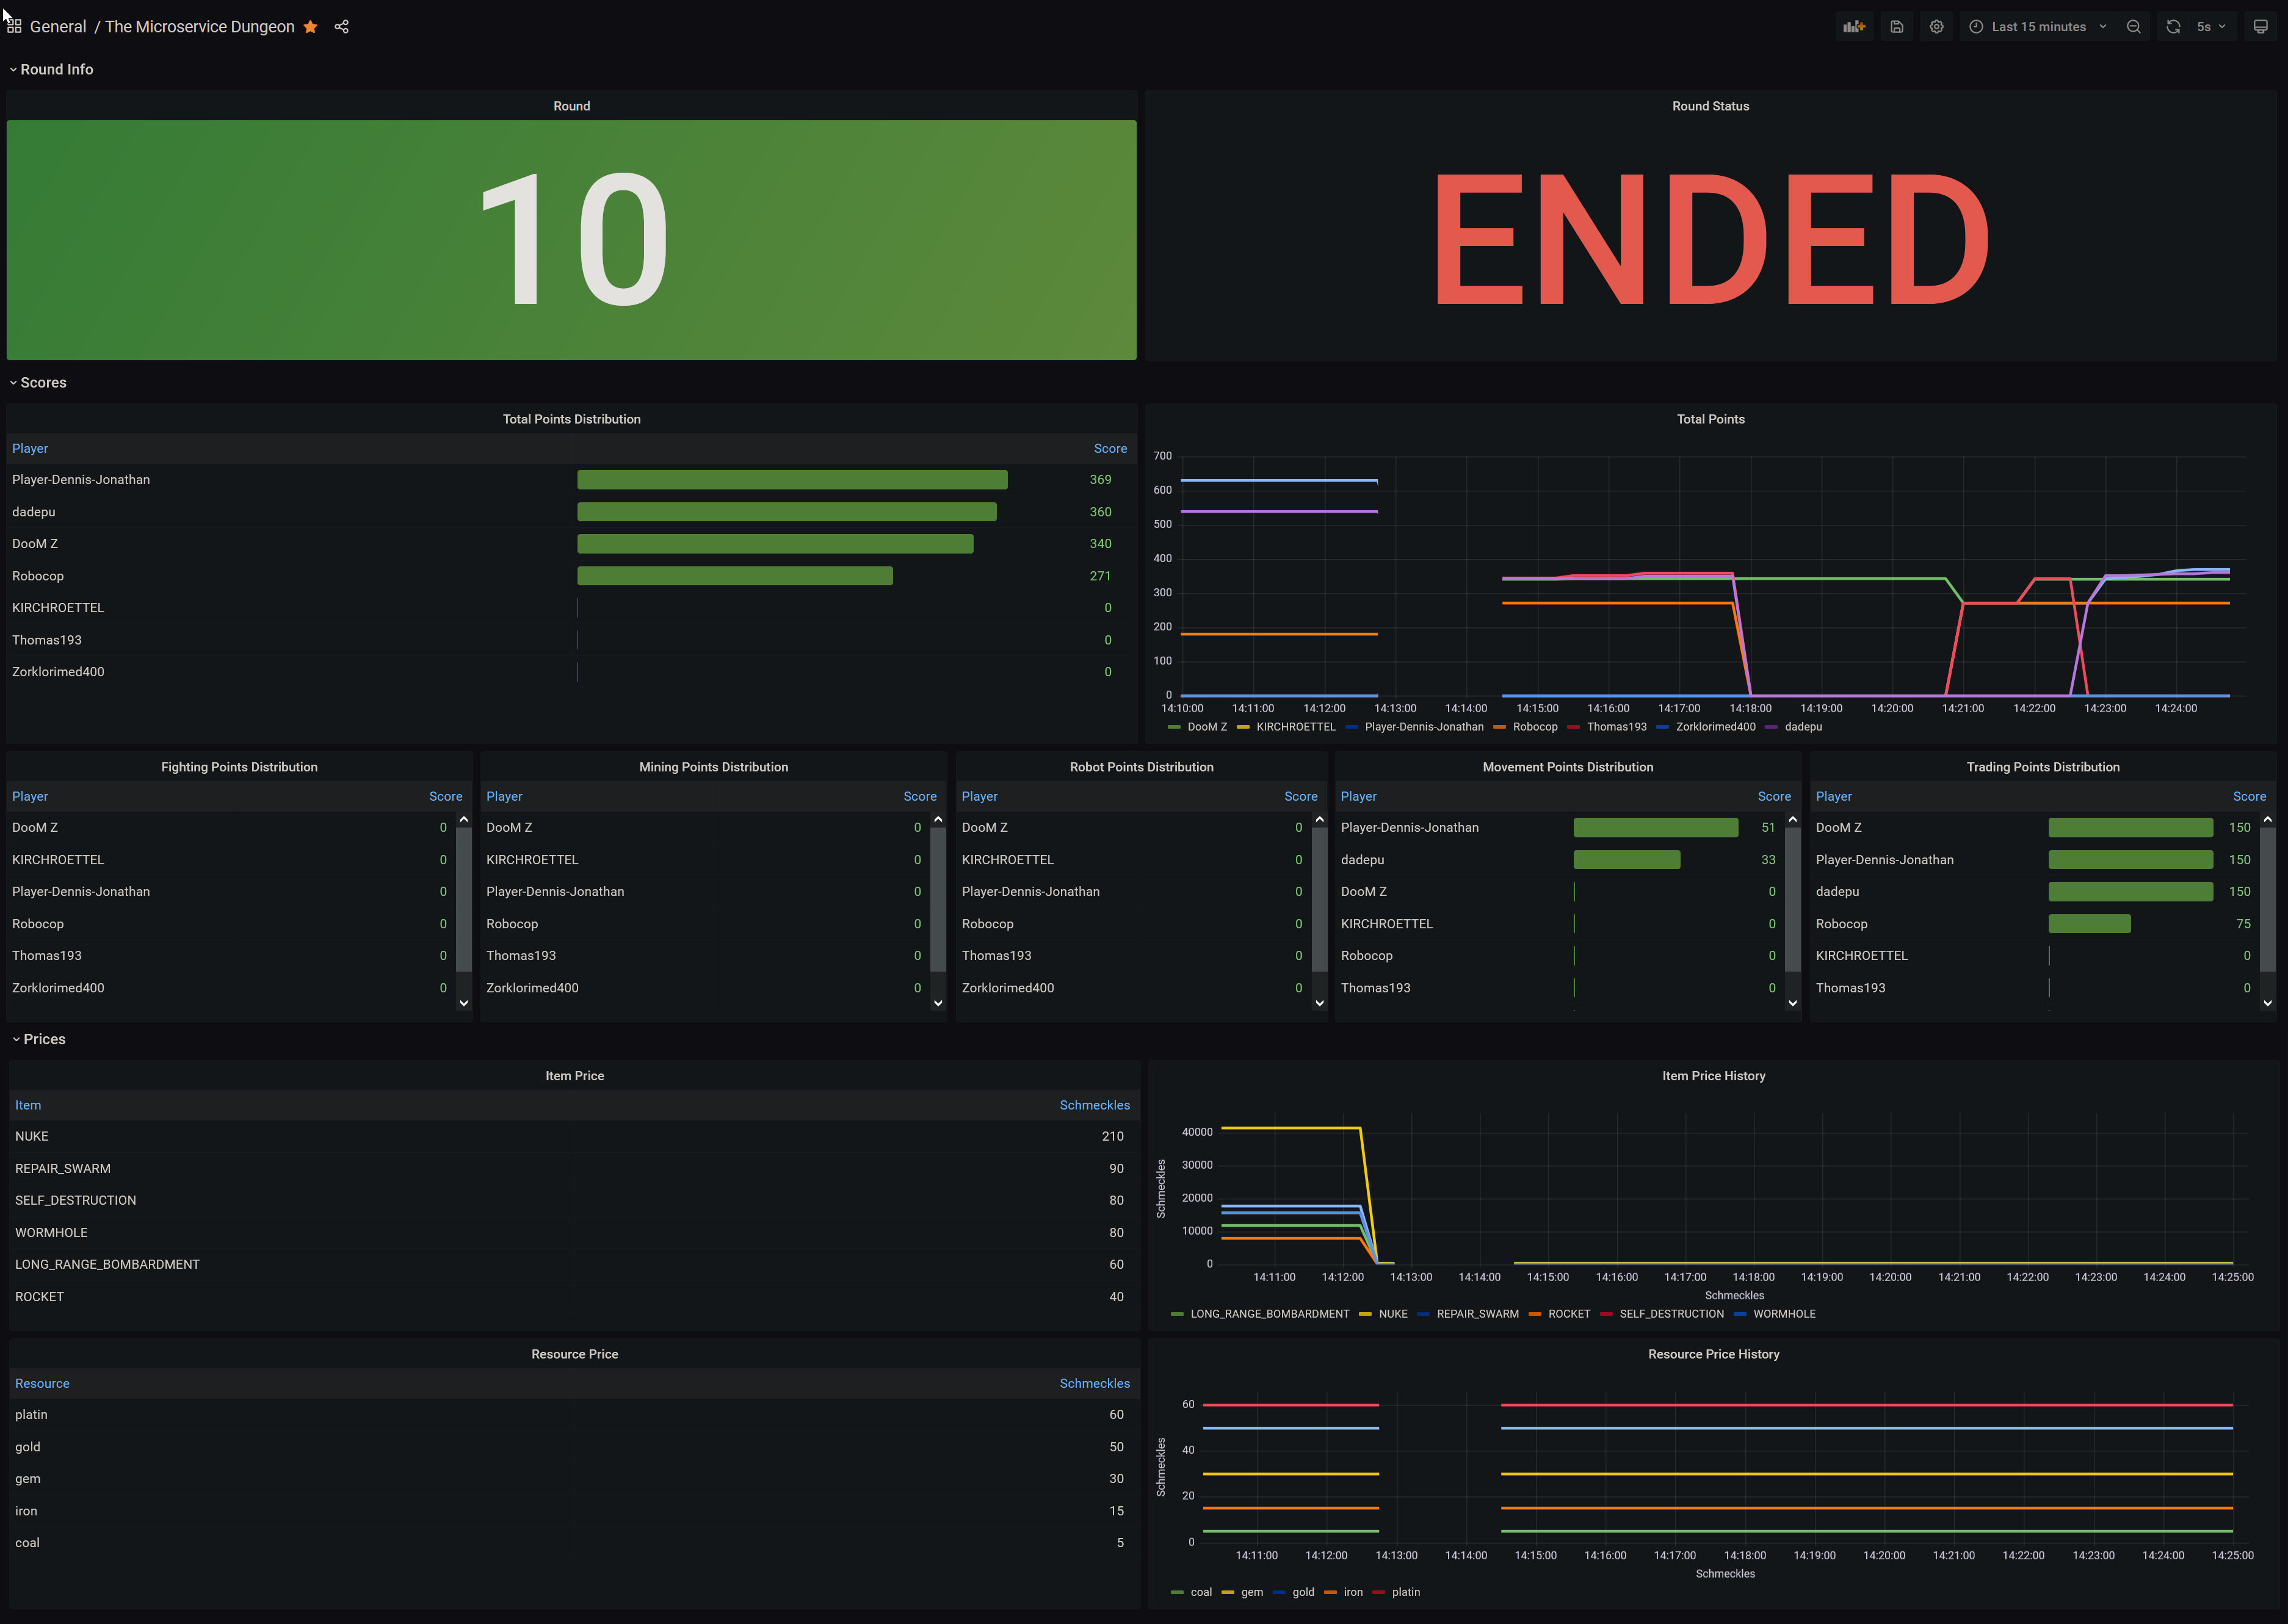 General / The Microservice Dungeon
Last 15 minutes
5s
Round Info
Round
10
Round Status
ENDED
Scores
Total Points Distribution
Player Score
Player-Dennis-Jonathan 369
dadepu 360
DooM Z 340
Robocop 271
KIRCHROETTEL 0
Thomas193 0
Zorklorimed400 0
Total Points
700
600
500
400
300
200
100
0
14:10:00 14:11:00 14:12:00 14:13:00 14:14:00 14:15:00 14:16:00 14:17:00 14:18:00 14:19:00 14:20:00 14:21:00 14:22:00 14:23:00 14:24:00
DooM Z KIRCHROETTEL Player-Dennis-Jonathan Robocop Thomas193 Zorklorimed400 dadepu
Fighting Points Distribution
Player Score
DooM Z 0
KIRCHROETTEL 0
Player-Dennis-Jonathan 0
Robocop 0
Thomas193 0
Zorklorimed400 0
Mining Points Distribution
Player Score
DooM Z 0
KIRCHROETTEL 0
Player-Dennis-Jonathan 0
Robocop 0
Thomas193 0
Zorklorimed400 0
Robot Points Distribution
Player Score
DooM Z 0
KIRCHROETTEL 0
Player-Dennis-Jonathan 0
Robocop 0
Thomas193 0
Zorklorimed400 0
Movement Points Distribution
Player Score
Player-Dennis-Jonathan 51
dadepu 33
DooM Z 0
KIRCHROETTEL 0
Robocop 0
Thomas193 0
Trading Points Distribution
Player Score
DooM Z 150
Player-Dennis-Jonathan 150
dadepu 150
Robocop 75
KIRCHROETTEL 0
Thomas193 0
Prices
Item Price
Item Schmeckles
NUKE 210
REPAIR_SWARM 90
SELF_DESTRUCTION 80
WORMHOLE 80
LONG_RANGE_BOMBARDMENT 60
ROCKET 40
Item Price History
Schmeckles
40000
30000
20000
10000
0
14:11:00 14:12:00 14:13:00 14:14:00 14:15:00 14:16:00 14:17:00 14:18:00 14:19:00 14:20:00 14:21:00 14:22:00 14:23:00 14:24:00 14:25:00
Schmeckles
LONG_RANGE_BOMBARDMENT NUKE REPAIR_SWARM ROCKET SELF_DESTRUCTION WORMHOLE
Resource Price
Resource Schmeckles
platin 60
gold 50
gem 30
iron 15
coal 5
Resource Price History
Schmeckles
60
40
20
0
14:11:00 14:12:00 14:13:00 14:14:00 14:15:00 14:16:00 14:17:00 14:18:00 14:19:00 14:20:00 14:21:00 14:22:00 14:23:00 14:24:00 14:25:00
Schmeckles
coal gem gold iron platin